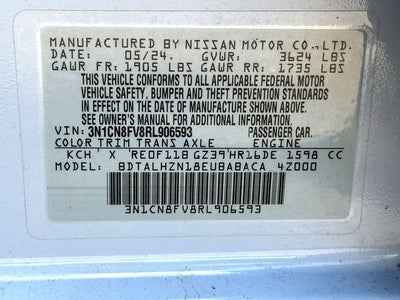 MANUFACTURED BY NISSAN MOTOR CO.,LTD.
DATE: 05/24. GVWR: 3624 LBS
GAWR FR: 1905 LBS GAWR RR: 1735 LBS
THIS VEHICLE CONFORMS TO ALL APPLICABLE FEDERAL MOTOR
VEHICLE SAFETY, BUMPER, AND THEFT PREVENTION STANDARDS
IN EFFECT ON THE DATE OF MANUFACTURE SHOWN ABOVE.
SEE OWNER'S MANUAL FOR ADDITIONAL INFORMATION.
VIN: 3N1CN8FV8RL906593 PASSENGER CAR.
COLOR TRIM TRANS AXLE ENGINE
KCH' X 'RE0F11B GZ39'HR16DE 1598 CC
MODEL: BDTALHZN18EUBABACA 4Z000
3N1CN8FV8RL906593